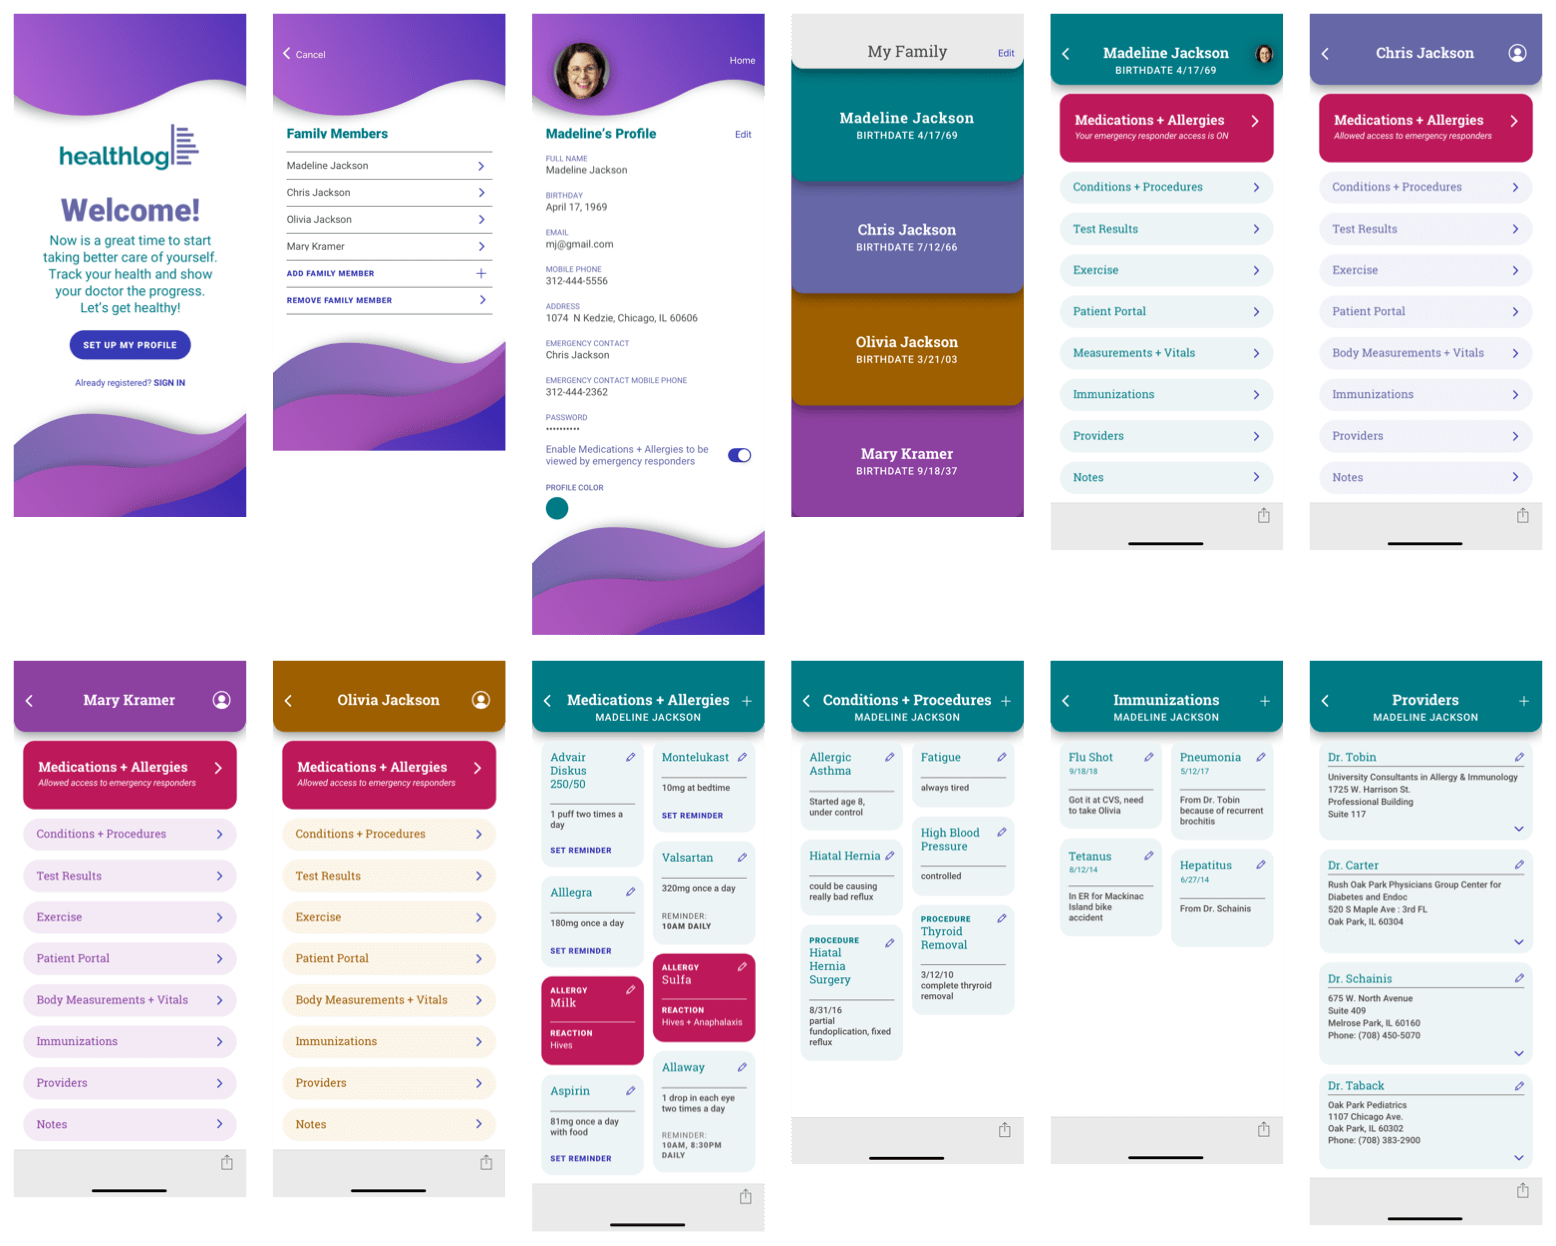 healthlog
Welcome!
Now is a great time to start
taking better care of yourself.
Track your health and show
your doctor the progress.
Let's get healthy!
SET UP MY PROFILE
Already registered? SIGN IN
Cancel
Family Members
Madeline Jackson
Chris Jackson
Olivia Jackson
Mary Kramer
ADD FAMILY MEMBER
REMOVE FAMILY MEMBER
Home
Madeline's Profile
Edit
FULL NAME
Madeline Jackson
BIRTHDAY
April 17, 1969
EMAIL
mj@gmail.com
MOBILE PHONE
312-444-5556
ADDRESS
1074 N Kedzie, Chicago, IL 60606
EMERGENCY CONTACT
Chris Jackson
EMERGENCY CONTACT MOBILE PHONE
312-444-2362
PASSWORD
••••••••••
Enable Medications + Allergies to be
viewed by emergency responders
PROFILE COLOR
My Family
Edit
Madeline Jackson
BIRTHDATE 4/17/69
Chris Jackson
BIRTHDATE 7/12/66
Olivia Jackson
BIRTHDATE 3/21/03
Mary Kramer
BIRTHDATE 9/18/37
Madeline Jackson
BIRTHDATE 4/17/69
Medications + Allergies
Your emergency responder access is ON
Conditions + Procedures
Test Results
Exercise
Patient Portal
Measurements + Vitals
Immunizations
Providers
Notes
Chris Jackson
Medications + Allergies
Allowed access to emergency responders
Conditions + Procedures
Test Results
Exercise
Patient Portal
Body Measurements + Vitals
Immunizations
Providers
Notes
Mary Kramer
Medications + Allergies
Allowed access to emergency responders
Conditions + Procedures
Test Results
Exercise
Patient Portal
Body Measurements + Vitals
Immunizations
Providers
Notes
Olivia Jackson
Medications + Allergies
Allowed access to emergency responders
Conditions + Procedures
Test Results
Exercise
Patient Portal
Body Measurements + Vitals
Immunizations
Providers
Notes
Medications + Allergies
MADELINE JACKSON
Advair
Diskus
250/50
1 puff two times a
day
SET REMINDER
Alllegra
180mg once a day
SET REMINDER
ALLERGY
Milk
REACTION
Hives
Aspirin
81mg once a day
with food
SET REMINDER
Montelukast
10mg at bedtime
SET REMINDER
Valsartan
320mg once a day
REMINDER:
10AM DAILY
ALLERGY
Sulfa
REACTION
Hives + Anaphalaxis
Allaway
1 drop in each eye
two times a day
REMINDER:
10AM, 8:30PM
DAILY
Conditions + Procedures
MADELINE JACKSON
Allergic
Asthma
Started age 8,
under control
Hiatal Hernia
could be causing
really bad reflux
PROCEDURE
Hiatal
Hernia
Surgery
8/31/16
partial
fundoplication, fixed
reflux
Fatigue
always tired
High Blood
Pressure
controlled
PROCEDURE
Thyroid
Removal
3/12/10
complete thryroid
removal
Immunizations
MADELINE JACKSON
Flu Shot
9/18/18
Got it at CVS, need
to take Olivia
Tetanus
8/12/14
In ER for Mackinac
Island bike
accident
Pneumonia
5/12/17
From Dr. Tobin
because of recurrent
brochitis
Hepatitus
6/27/14
From Dr. Schainis
Providers
MADELINE JACKSON
Dr. Tobin
University Consultants in Allergy & Immunology
1725 W. Harrison St.
Professional Building
Suite 117
Dr. Carter
Rush Oak Park Physicians Group Center for
Diabetes and Endoc
520 S Maple Ave : 3rd FL
Oak Park, IL 60304
Dr. Schainis
675 W. North Avenue
Suite 409
Melrose Park, IL 60160
Phone: (708) 450-5070
Dr. Taback
Oak Park Pediatrics
1107 Chicago Ave.
Oak Park, IL 60302
Phone: (708) 383-2900